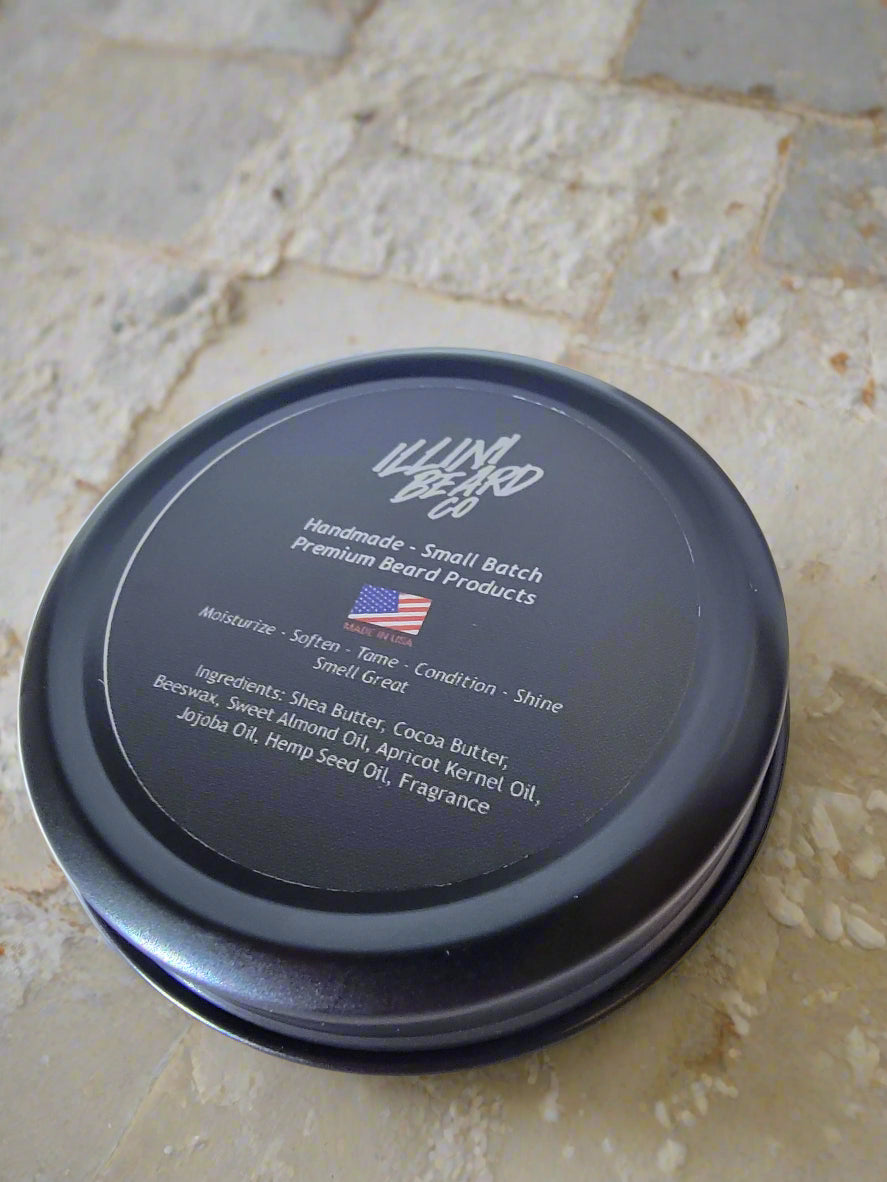 ILLINI
BEARD
CO
Handmade - Small Batch
Premium Beard Products
MADE IN USA
Moisturize - Soften - Tame - Condition - Shine
Smell Great
Ingredients: Shea Butter, Cocoa Butter,
Beeswax, Sweet Almond Oil, Apricot Kernel Oil,
Jojoba Oil, Hemp Seed Oil, Fragrance